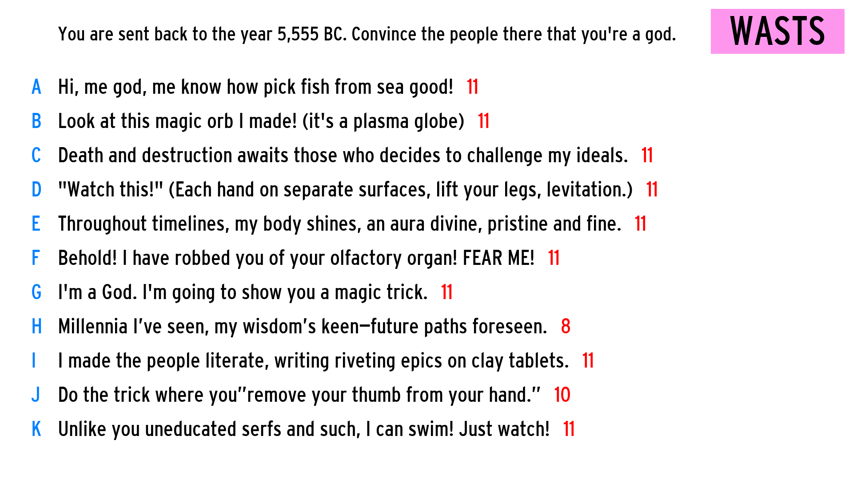 You are sent back to the year 5,555 BC. Convince the people there that you're a god.
WASTS
A Hi, me god, me know how pick fish from sea good! 11
B Look at this magic orb I made! (it's a plasma globe) 11
C Death and destruction awaits those who decides to challenge my ideals. 11
D "Watch this!" (Each hand on separate surfaces, lift your legs, levitation.) 11
E Throughout timelines, my body shines, an aura divine, pristine and fine. 11
F Behold! I have robbed you of your olfactory organ! FEAR ME! 11
G I'm a God. I'm going to show you a magic trick. 11
H Millennia I’ve seen, my wisdom’s keen—future paths foreseen. 8
I I made the people literate, writing riveting epics on clay tablets. 11
J Do the trick where you”remove your thumb from your hand.” 10
K Unlike you uneducated serfs and such, I can swim! Just watch! 11